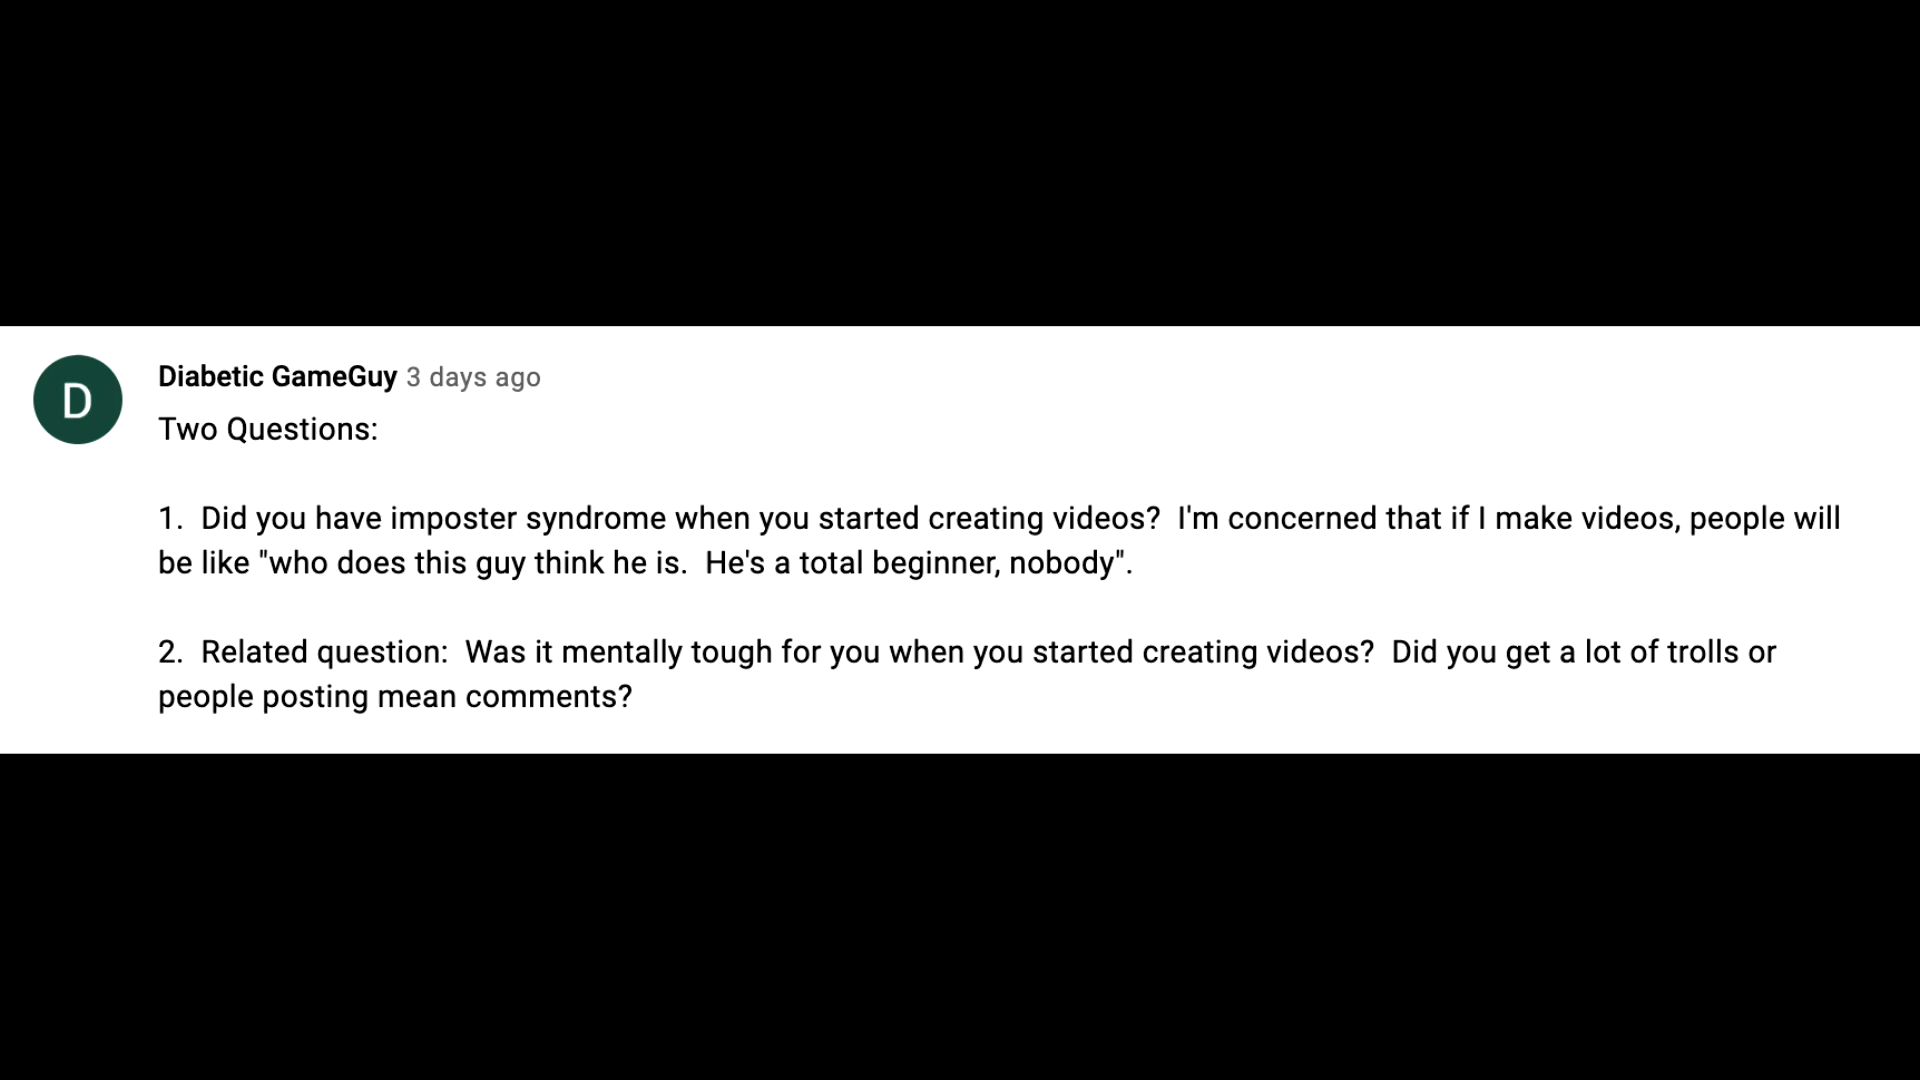 D
Diabetic GameGuy 3 days ago
Two Questions:
1.  Did you have imposter syndrome when you started creating videos?  I'm concerned that if I make videos, people will
be like "who does this guy think he is.  He's a total beginner, nobody".
2.  Related question:  Was it mentally tough for you when you started creating videos?  Did you get a lot of trolls or
people posting mean comments?